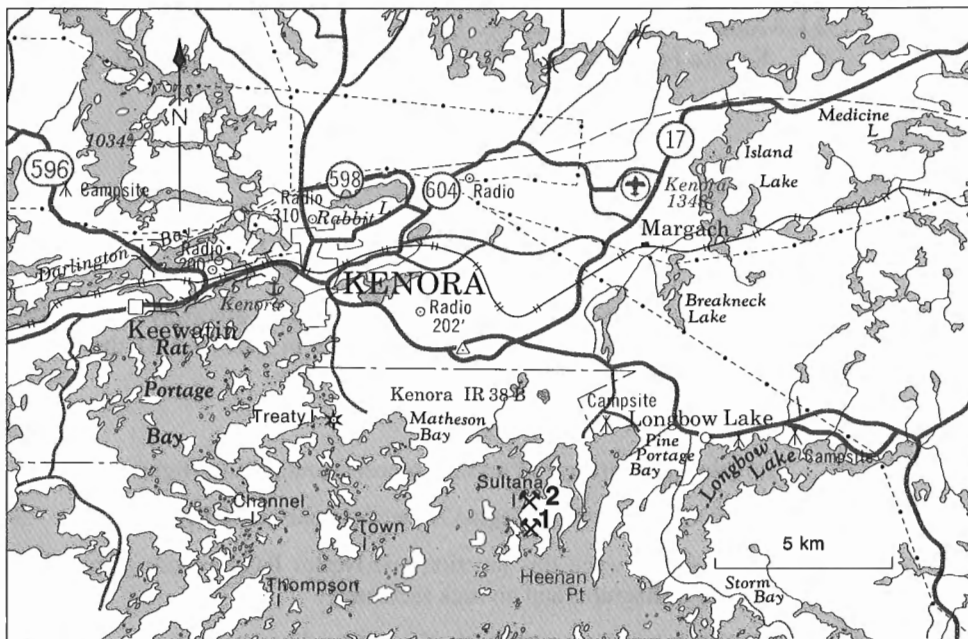 N
1034'
596
Campsite
598
604
Radio
17
Medicine
L
Island
Lake
Kenora
1348'
Radio
310'
Rabbit
L
Margach
Darlington
Bay
Radio
200'
Kenora
KENORA
Radio
202'
Breakneck
Lake
Keewatin
Rat
Portage
Bay
Treaty I
Kenora IR 38 B
Matheson
Bay
Campsite
Longbow Lake
Pine
Portage
Bay
Longbow
Lake
Campsite
Sultana
I
2
1
Channel
I
Town
I
Thompson
I
Heenan
Pt
5 km
Storm
Bay